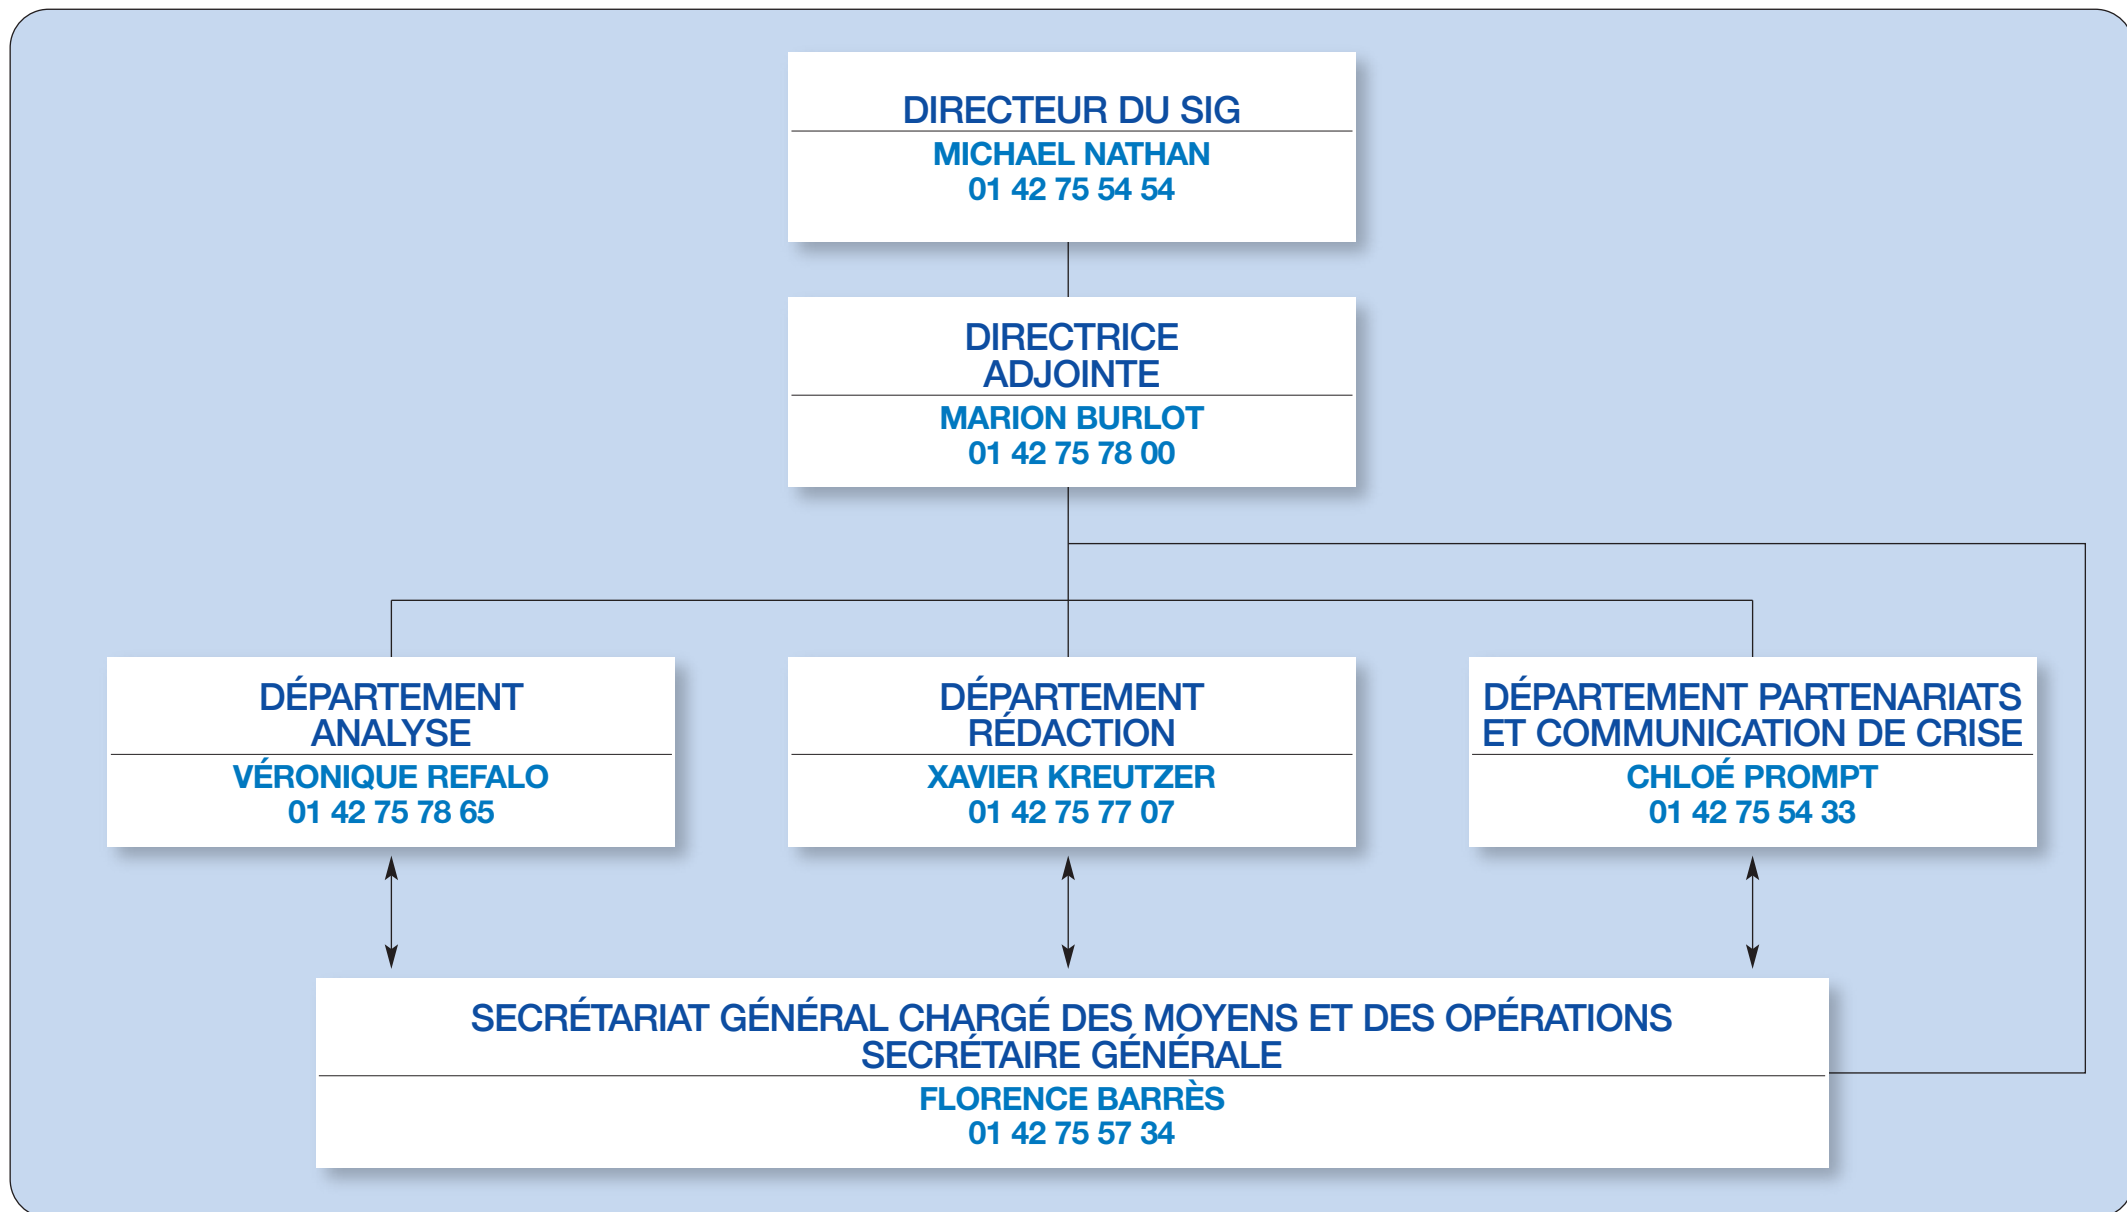 DIRECTEUR DU SIG
MICHAEL NATHAN
01 42 75 54 54
DIRECTRICE
ADJOINTE
MARION BURLOT
01 42 75 78 00
DÉPARTEMENT
ANALYSE
VÉRONIQUE REFALO
01 42 75 78 65
DÉPARTEMENT
RÉDACTION
XAVIER KREUTZER
01 42 75 77 07
DÉPARTEMENT PARTENARIATS
ET COMMUNICATION DE CRISE
CHLOÉ PROMPT
01 42 75 54 33
SECRÉTARIAT GÉNÉRAL CHARGÉ DES MOYENS ET DES OPÉRATIONS
SECRÉTAIRE GÉNÉRALE
FLORENCE BARRÈS
01 42 75 57 34